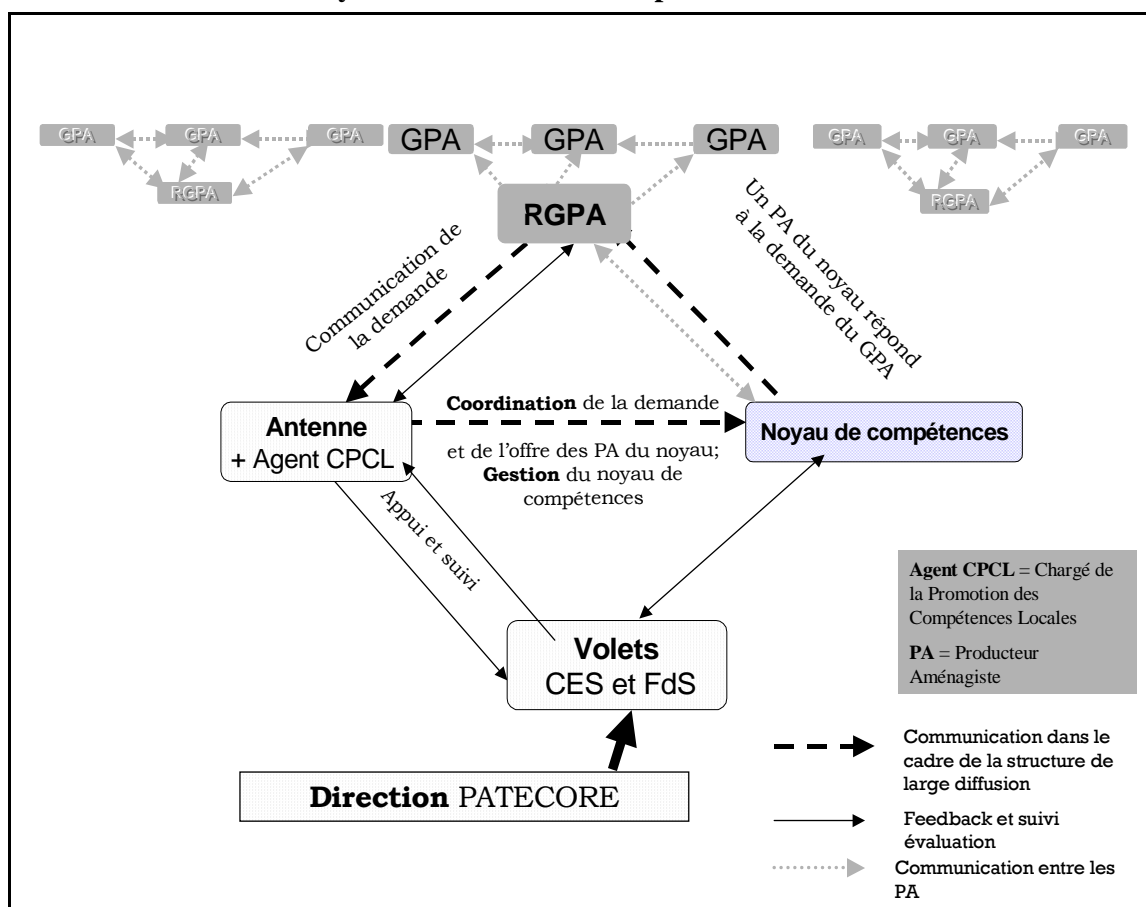 GPA GPA GPA
RGPA
GPA GPA GPA
RGPA
GPA GPA GPA
RGPA
Communication de
la demande
Un PA du noyau répond
à la demande du GPA
Antenne
+ Agent CPCL
Coordination de la demande
et de l'offre des PA du noyau;
Gestion du noyau de
compétences
Noyau de compétences
Appui et suivi
Volets
CES et FdS
Direction PATECORE
Agent CPCL = Chargé de
la Promotion des
Compétences Locales
PA = Producteur
Aménagiste
Communication dans le
cadre de la structure de
large diffusion
Feedback et suivi
évaluation
Communication entre les
PA